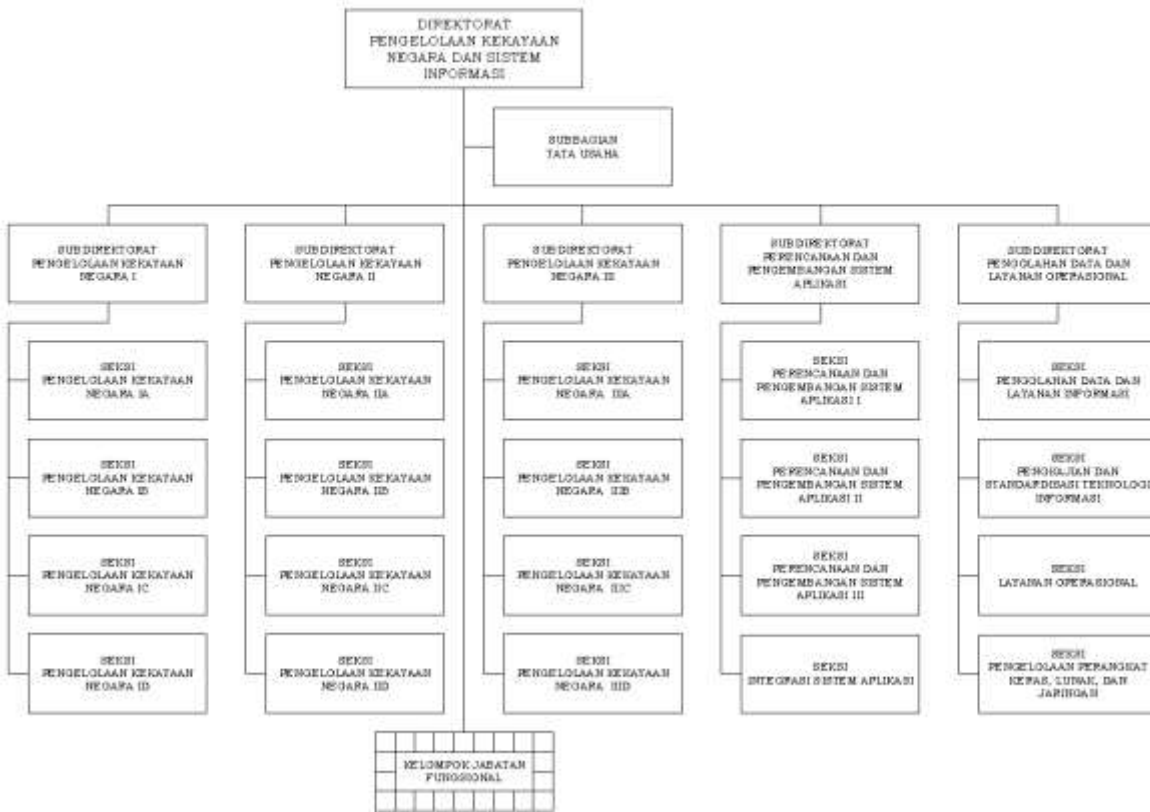 DIREKTORAT
PENGELOLAAN KEKAYAAN
NEGARA DAN SISTEM
INFORMASI
SUBBAGIAN
TATA USAHA
SUBDIREKTORAT
PENGELOLAAN KEKAYAAN
NEGARA I
SUBDIREKTORAT
PENGELOLAAN KEKAYAAN
NEGARA II
SUBDIREKTORAT
PENGELOLAAN KEKAYAAN
NEGARA III
SUBDIREKTORAT
PERENCANAAN DAN
PENGEMBANGAN SISTEM
APLIKASI
SUBDIREKTORAT
PENGOLAHAN DATA DAN
LAYANAN OPERASIONAL
SEKSI
PENGELOLAAN KEKAYAAN
NEGARA IA
SEKSI
PENGELOLAAN KEKAYAAN
NEGARA IIA
SEKSI
PENGELOLAAN KEKAYAAN
NEGARA IIIA
SEKSI
PERENCANAAN DAN
PENGEMBANGAN SISTEM
APLIKASI I
SEKSI
PENGOLAHAN DATA DAN
LAYANAN INFORMASI
SEKSI
PENGELOLAAN KEKAYAAN
NEGARA IB
SEKSI
PENGELOLAAN KEKAYAAN
NEGARA IIB
SEKSI
PENGELOLAAN KEKAYAAN
NEGARA IIIB
SEKSI
PERENCANAAN DAN
PENGEMBANGAN SISTEM
APLIKASI II
SEKSI
PENGKAJIAN DAN
STANDARDISASI TEKNOLOGI
INFORMASI
SEKSI
PENGELOLAAN KEKAYAAN
NEGARA IC
SEKSI
PENGELOLAAN KEKAYAAN
NEGARA IIC
SEKSI
PENGELOLAAN KEKAYAAN
NEGARA IIIC
SEKSI
PERENCANAAN DAN
PENGEMBANGAN SISTEM
APLIKASI III
SEKSI
LAYANAN OPERASIONAL
SEKSI
PENGELOLAAN KEKAYAAN
NEGARA ID
SEKSI
PENGELOLAAN KEKAYAAN
NEGARA IID
SEKSI
PENGELOLAAN KEKAYAAN
NEGARA IIID
SEKSI
INTEGRASI SISTEM APLIKASI
SEKSI
PENGELOLAAN PERANGKAT
KERAS, LUNAK, DAN
JARINGAN
KELOMPOK JABATAN
FUNGSIONAL